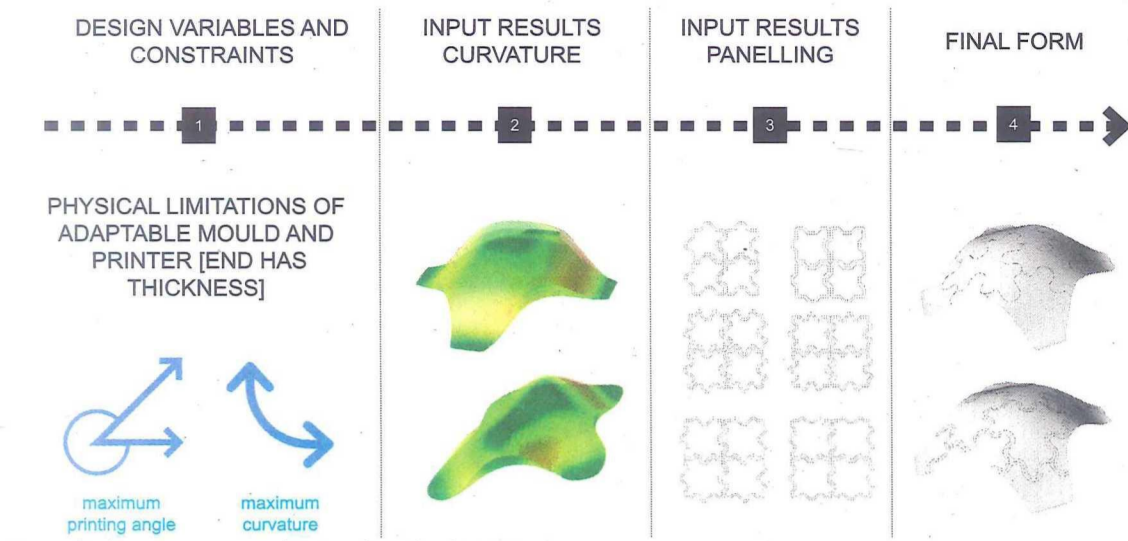 DESIGN VARIABLES AND
CONSTRAINTS
INPUT RESULTS
CURVATURE
INPUT RESULTS
PANELLING
FINAL FORM
1
2
3
4
PHYSICAL LIMITATIONS OF
ADAPTABLE MOULD AND
PRINTER [END HAS
THICKNESS]
maximum
printing angle
maximum
curvature